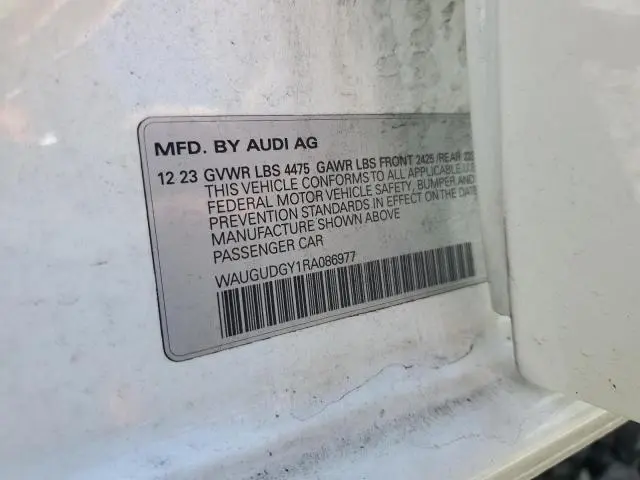 MFD. BY AUDI AG
12 23 GVWR LBS 4475 GAWR LBS FRONT 2425 /REAR
THIS VEHICLE CONFORMS TO ALL APPLICABLE
FEDERAL MOTOR VEHICLE SAFETY, BUMPER AND
PREVENTION STANDARDS IN EFFECT ON THE DATE
MANUFACTURE SHOWN ABOVE
PASSENGER CAR
WAUGUDGY1RA086977